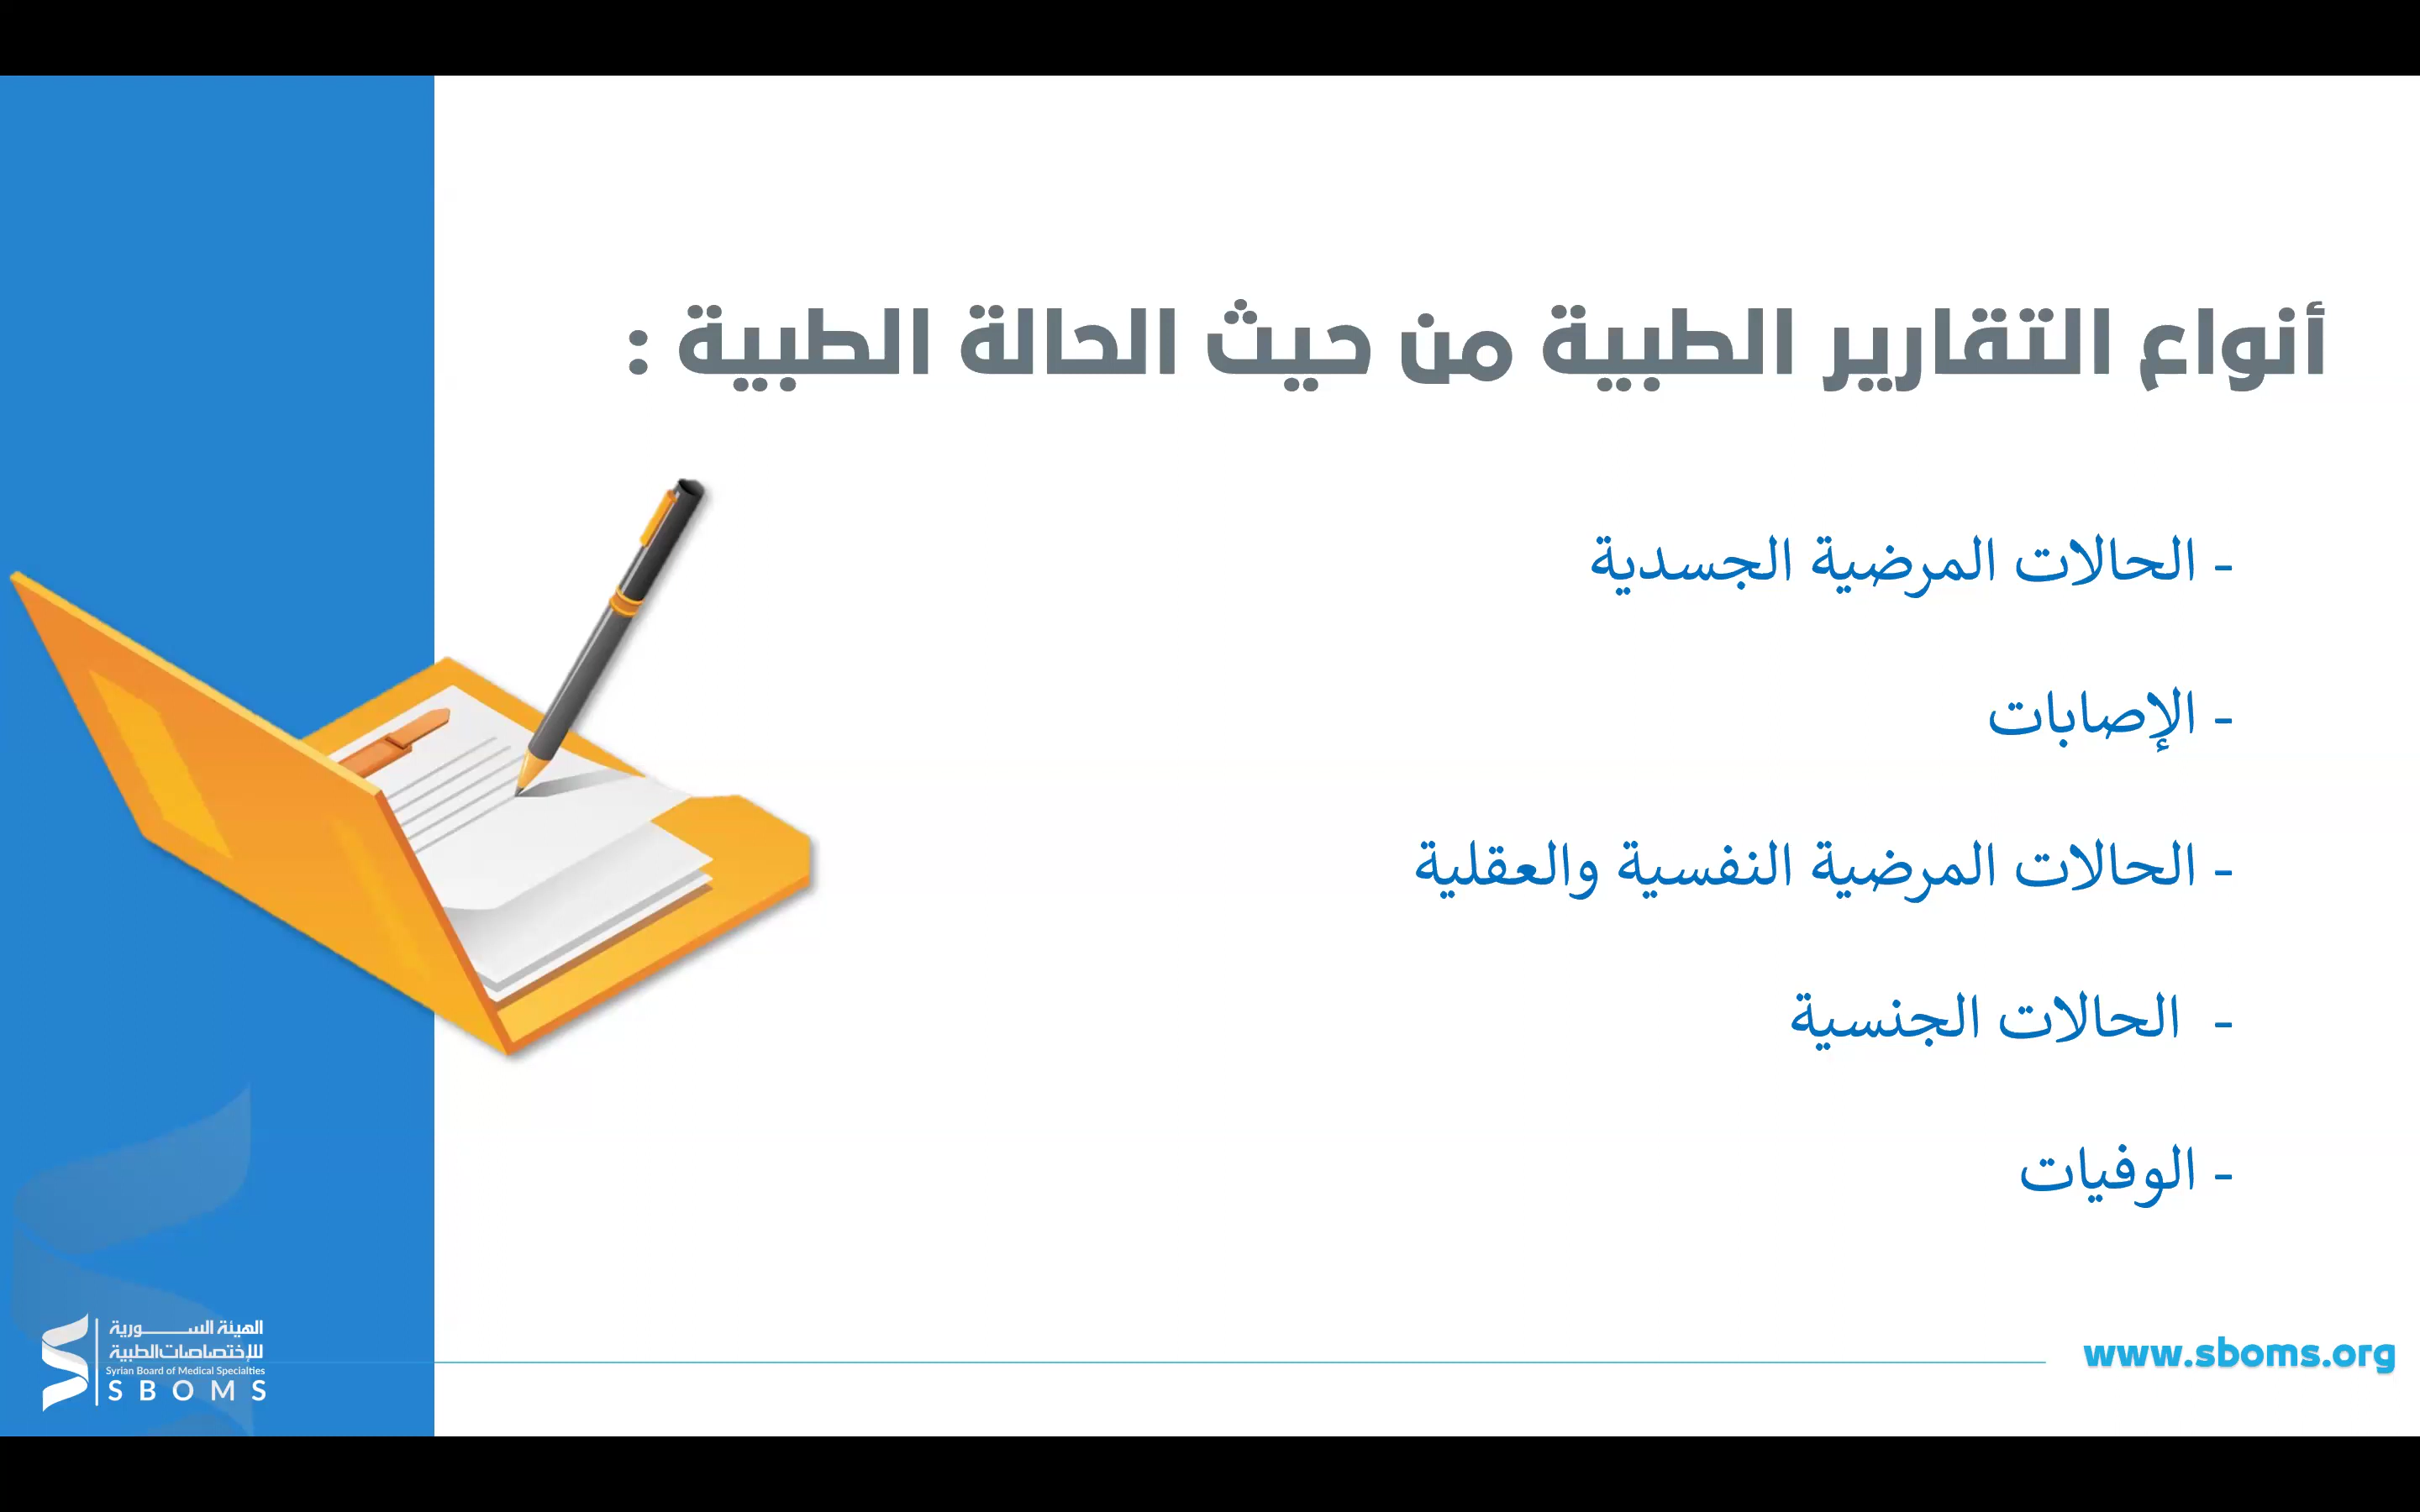 أنواع التقارير الطبية من حيث الحالة الطبية :
- الحالات المرضية الجسدية
- الإصابات
- الحالات المرضية النفسية والعقلية
- الحالات الجنسية
- الوفيات
الهيئة الســـورية
للإختصاصات الطبية
Syrian Board of Medical Specialties
SBOMS
www.sboms.org